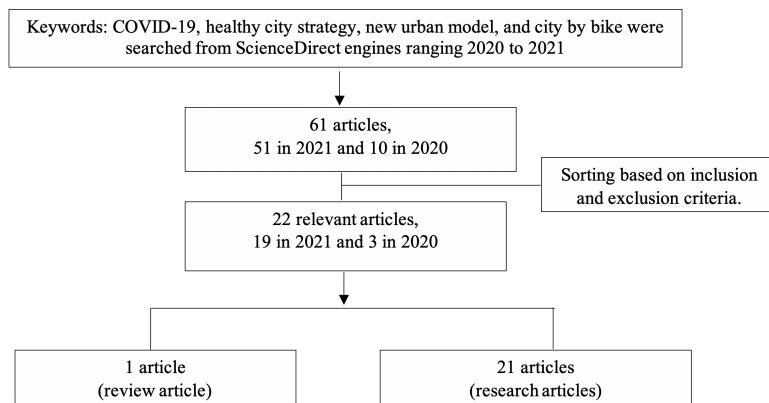 Keywords: COVID-19, healthy city strategy, new urban model, and city by bike were
searched from ScienceDirect engines ranging 2020 to 2021
61 articles,
51 in 2021 and 10 in 2020
Sorting based on inclusion
and exclusion criteria.
22 relevant articles,
19 in 2021 and 3 in 2020
1 article
(review article)
21 articles
(research articles)